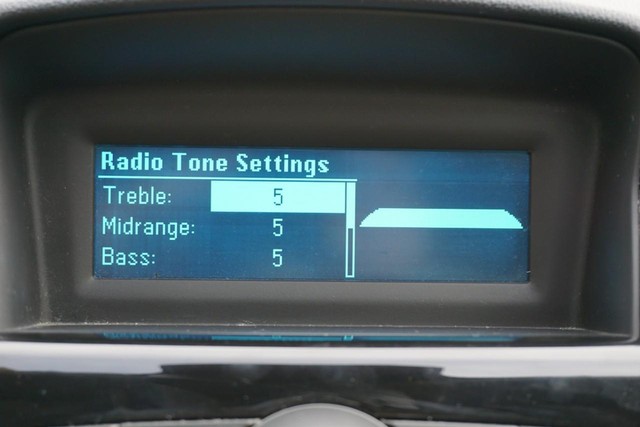 Radio Tone Settings
Treble: 5
Midrange: 5
Bass: 5